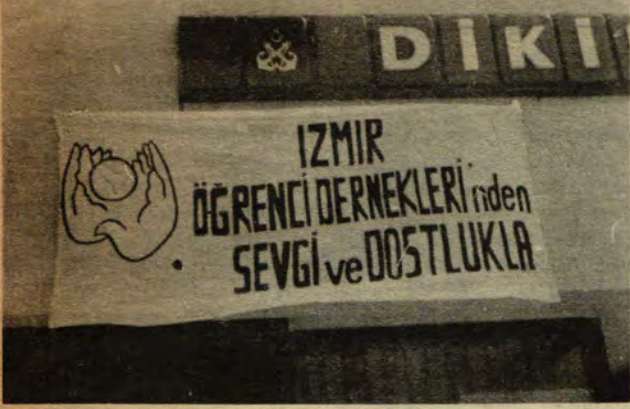 DİKİ
IZMIR
ÖĞRENCİ DERNEKLERİ'nden
SEVGİ ve DOSTLUKLA